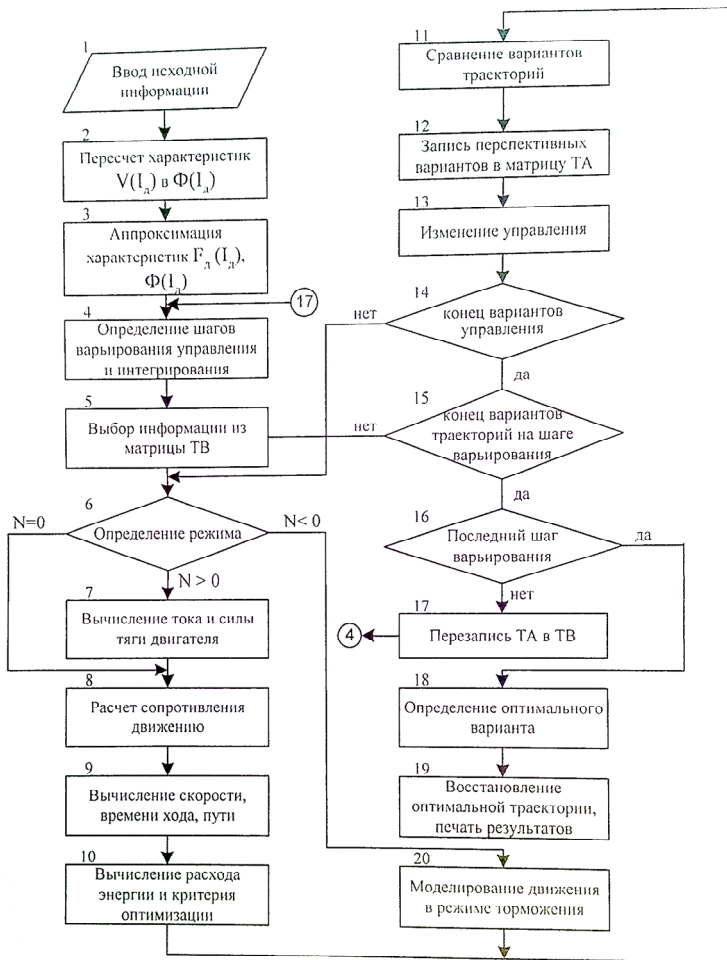 1
Ввод исходной
информации
2
Пересчет характеристик
V(Iд) в Ф(Iд)
3
Аппроксимация
характеристик Fд (Iд),
Ф(Iд)
17
4
Определение шагов
варьирования управления
и интегрирования
5
Выбор информации из
матрицы ТВ
6
N=0
N< 0
Определение режима
N > 0
7
Вычисление тока и силы
тяги двигателя
8
Расчет сопротивления
движению
9
Вычисление скорости,
времени хода, пути
10
Вычисление расхода
энергии и критерия
оптимизации
11
Сравнение вариантов
траекторий
12
Запись перспективных
вариантов в матрицу ТА
13
Изменение управления
14
нет
конец вариантов
управления
да
15
нет
конец вариантов
траекторий на шаге
варьирования
да
16
Последний шаг
варьирования
да
нет
17
4
Перезапись ТА в ТВ
18
Определение оптимального
варианта
19
Восстановление
оптимальной траектории,
печать результатов
20
Моделирование движения
в режиме торможения